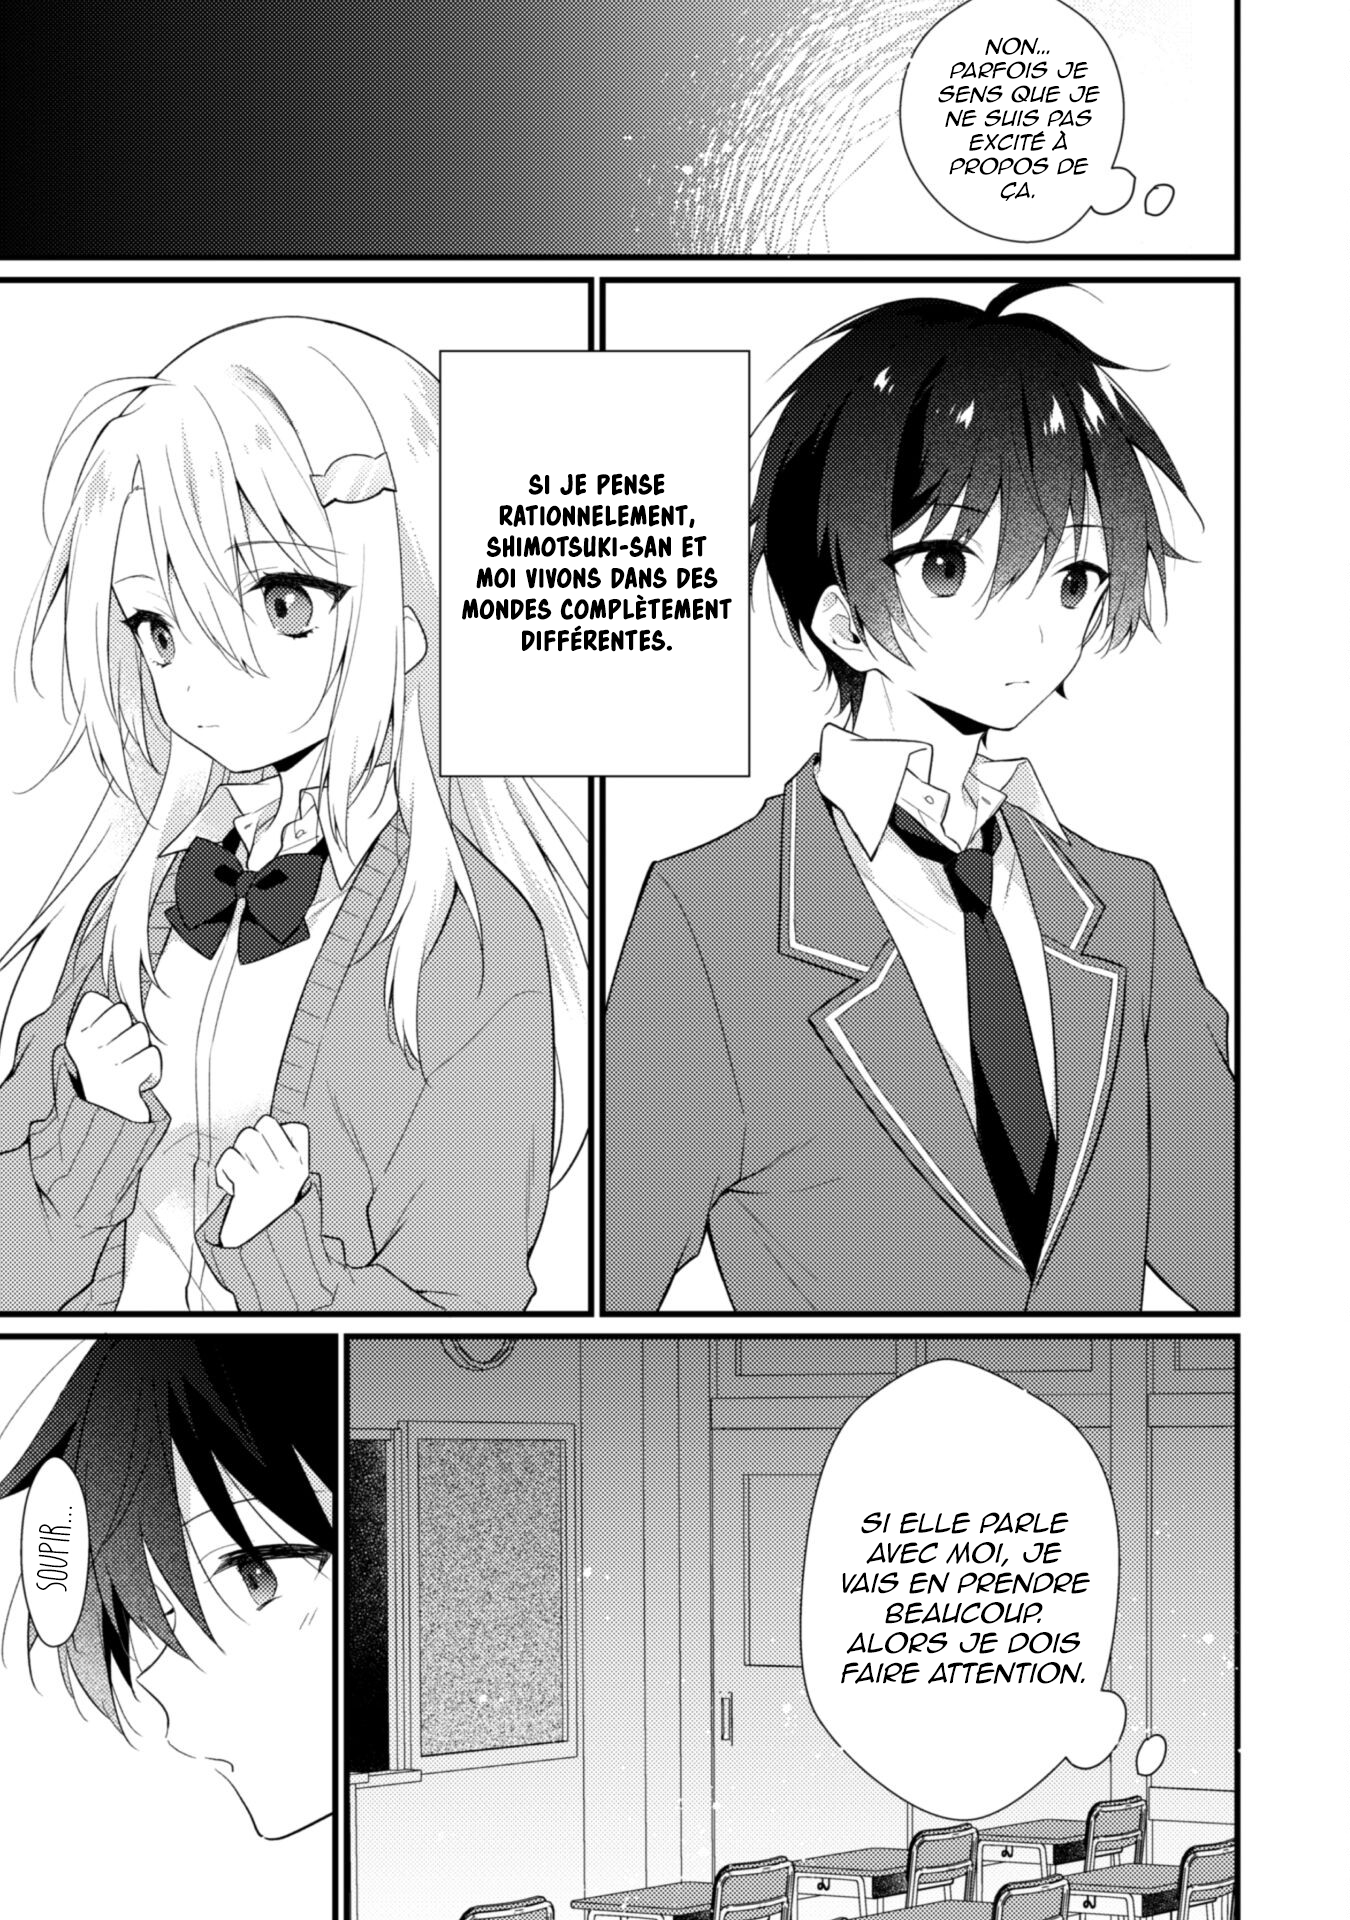 NON...
PARFOIS JE
SENS QUE JE
NE SUIS PAS
EXCITÉ À
PROPOS DE
ÇA.
SI JE PENSE
RATIONNELEMENT,
SHIMOTSUKI-SAN ET
MOI VIVONS DANS DES
MONDES COMPLÈTEMENT
DIFFÉRENTES.
SI ELLE PARLE
AVEC MOI, JE
VAIS EN PRENDRE
BEAUCOUP.
ALORS JE DOIS
FAIRE ATTENTION.
SOUPIR...